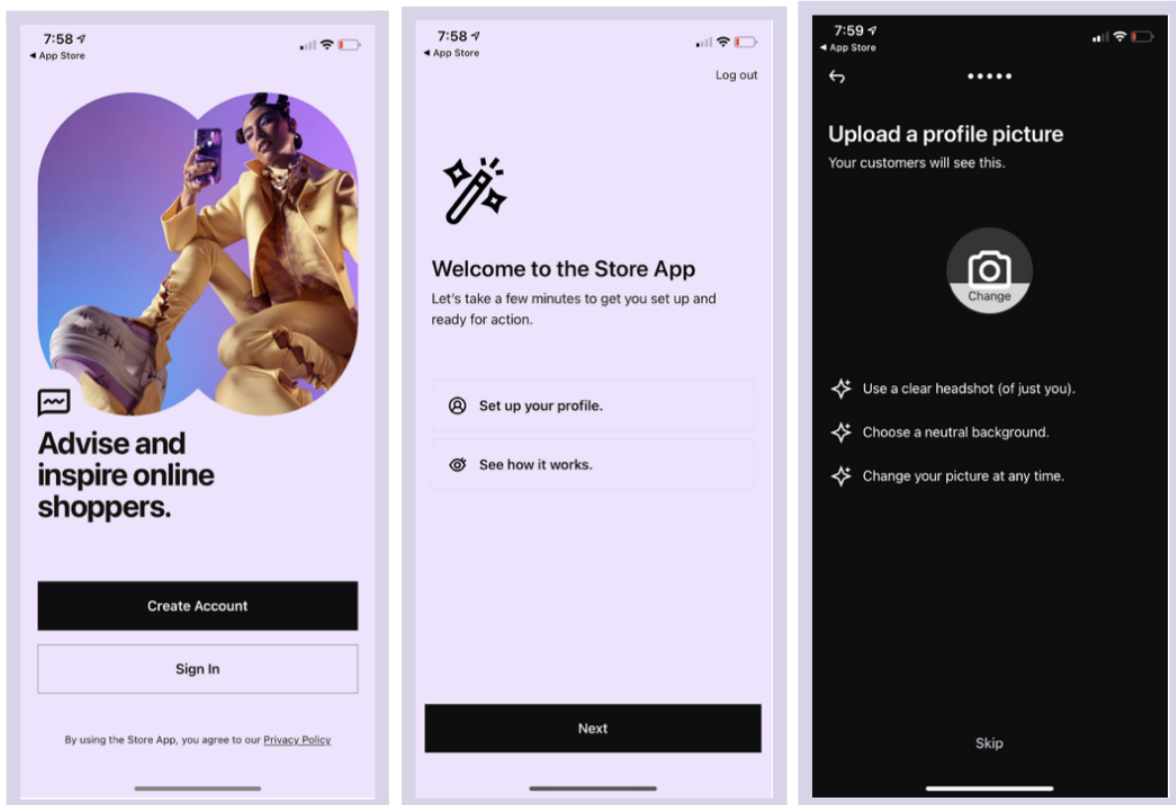 7:58
◀ App Store
Advise and
inspire online
shoppers.
Create Account
Sign In
By using the Store App, you agree to our Privacy Policy
7:58
◀ App Store
Log out
Welcome to the Store App
Let's take a few minutes to get you set up and
ready for action.
Set up your profile.
See how it works.
Next
7:59
◀ App Store
Upload a profile picture
Your customers will see this.
Change
Use a clear headshot (of just you).
Choose a neutral background.
Change your picture at any time.
Skip